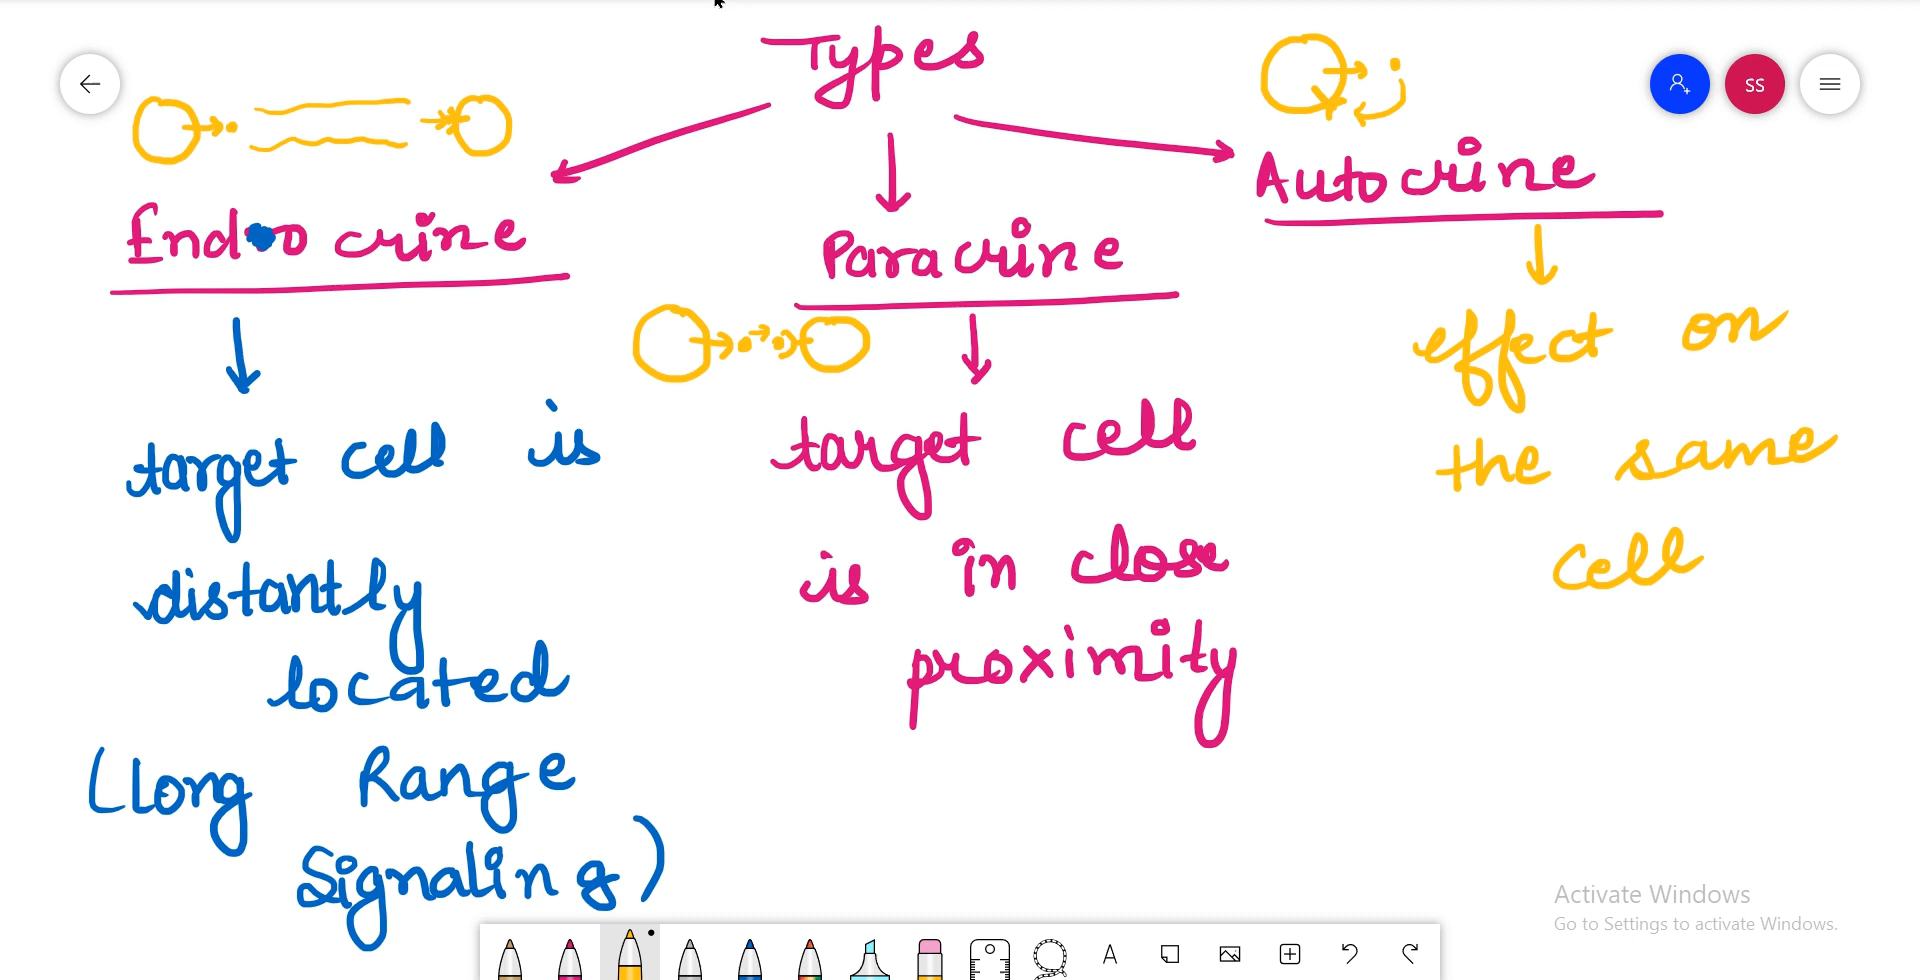 Types
SS
Endocrine
Paracrine
Autocrine
target cell is
distantly
located
(Long Range
Signaling)
target cell
is in close
proximity
effect on
the same
cell
Activate Windows
Go to Settings to activate Windows.
A